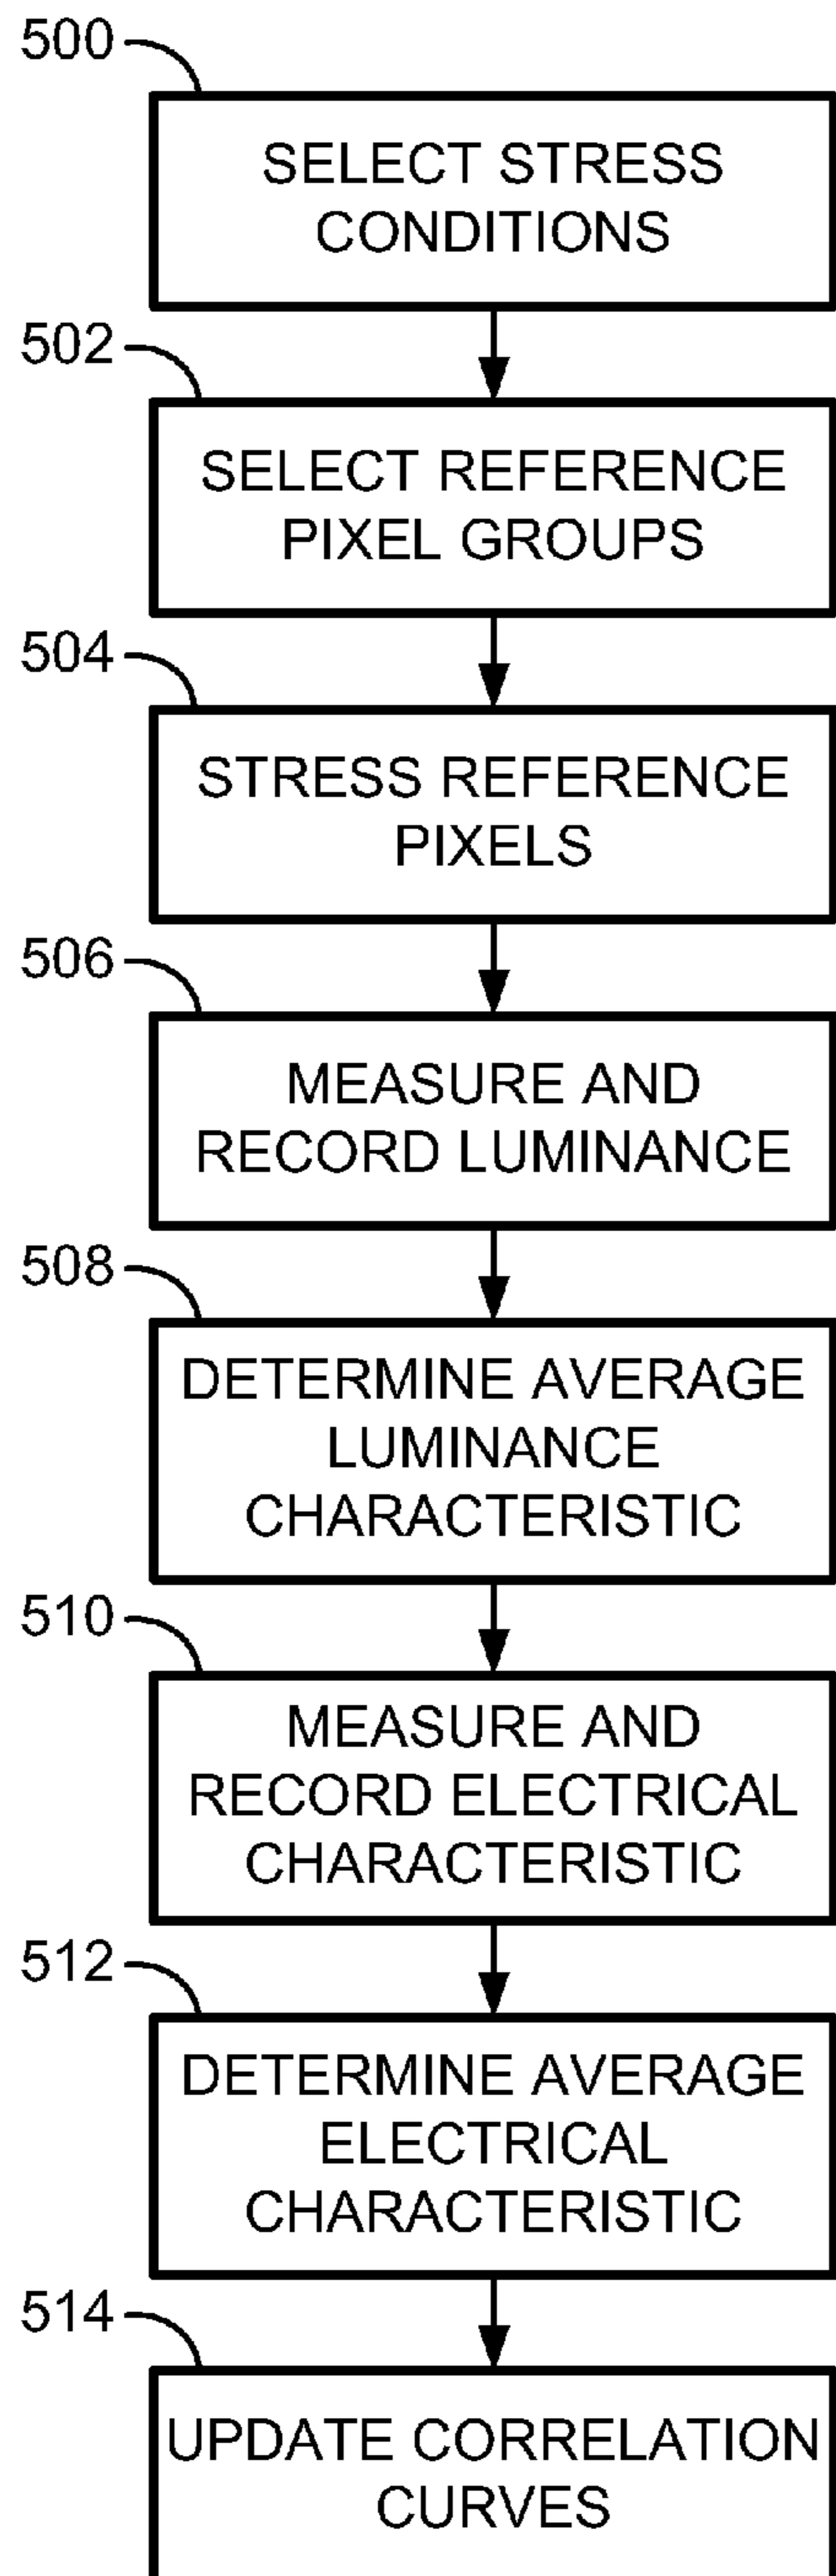 500
SELECT STRESS
CONDITIONS
502
SELECT REFERENCE
PIXEL GROUPS
504
STRESS REFERENCE
PIXELS
506
MEASURE AND
RECORD LUMINANCE
508
DETERMINE AVERAGE
LUMINANCE
CHARACTERISTIC
510
MEASURE AND
RECORD ELECTRICAL
CHARACTERISTIC
512
DETERMINE AVERAGE
ELECTRICAL
CHARACTERISTIC
514
UPDATE CORRELATION
CURVES